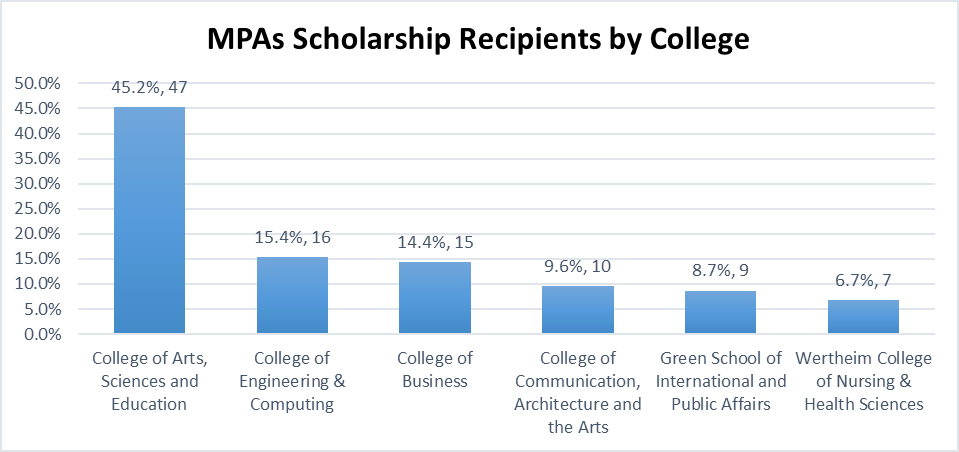 MPAs Scholarship Recipients by College
50.0%
45.0%
40.0%
35.0%
30.0%
25.0%
20.0%
15.0%
10.0%
5.0%
0.0%
45.2%, 47
15.4%, 16
14.4%, 15
9.6%, 10
8.7%, 9
6.7%, 7
College of Arts,
Sciences and
Education
College of
Engineering &
Computing
College of
Business
College of
Communication,
Architecture and
the Arts
Green School of
International and
Public Affairs
Wertheim College
of Nursing &
Health Sciences